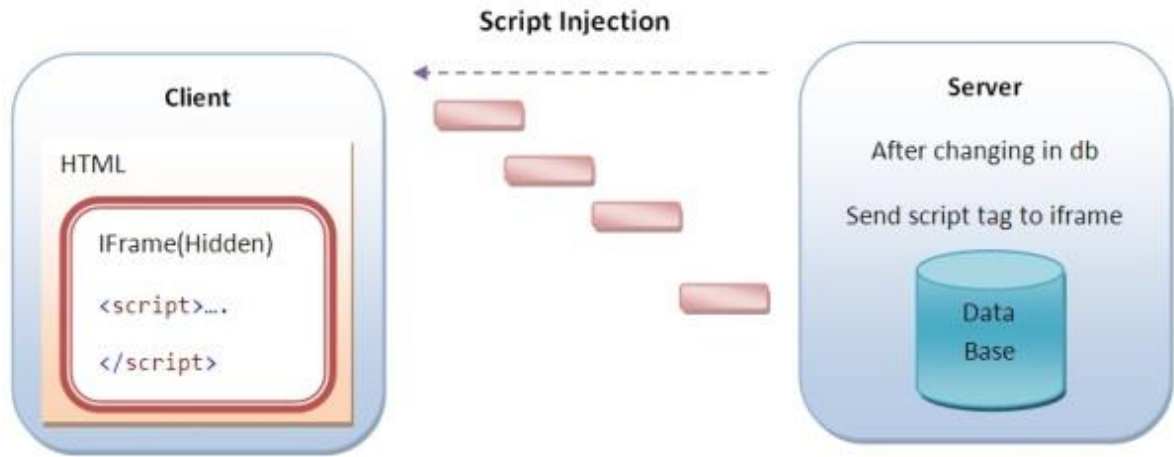 Script Injection
Client
HTML
IFrame(Hidden)
<script>….
</script>
Server
After changing in db
Send script tag to iframe
Data
Base